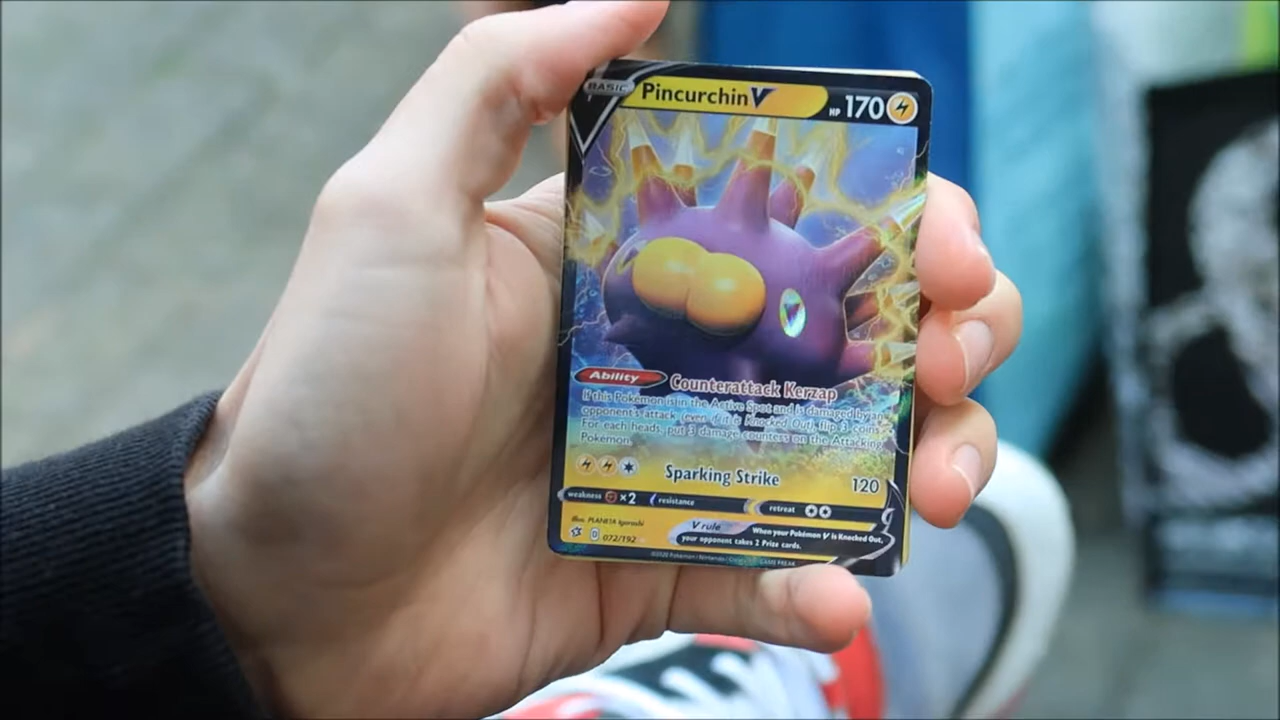 BASIC
Pincurchin V
HP 170
Ability Counterattack Kerzap
If this Pokémon is in the Active Spot and is damaged by an
opponent's attack (even if it is Knocked Out), flip 3 coins.
For each heads, put 3 damage counters on the Attacking
Pokémon.
Sparking Strike 120
weakness ×2 resistance retreat
Illus. PLANETA Igarashi
V rule When your Pokémon V is Knocked Out,
your opponent takes 2 Prize cards.
D 072/192
©2020 Pokémon / Nintendo / Creatures / GAME FREAK